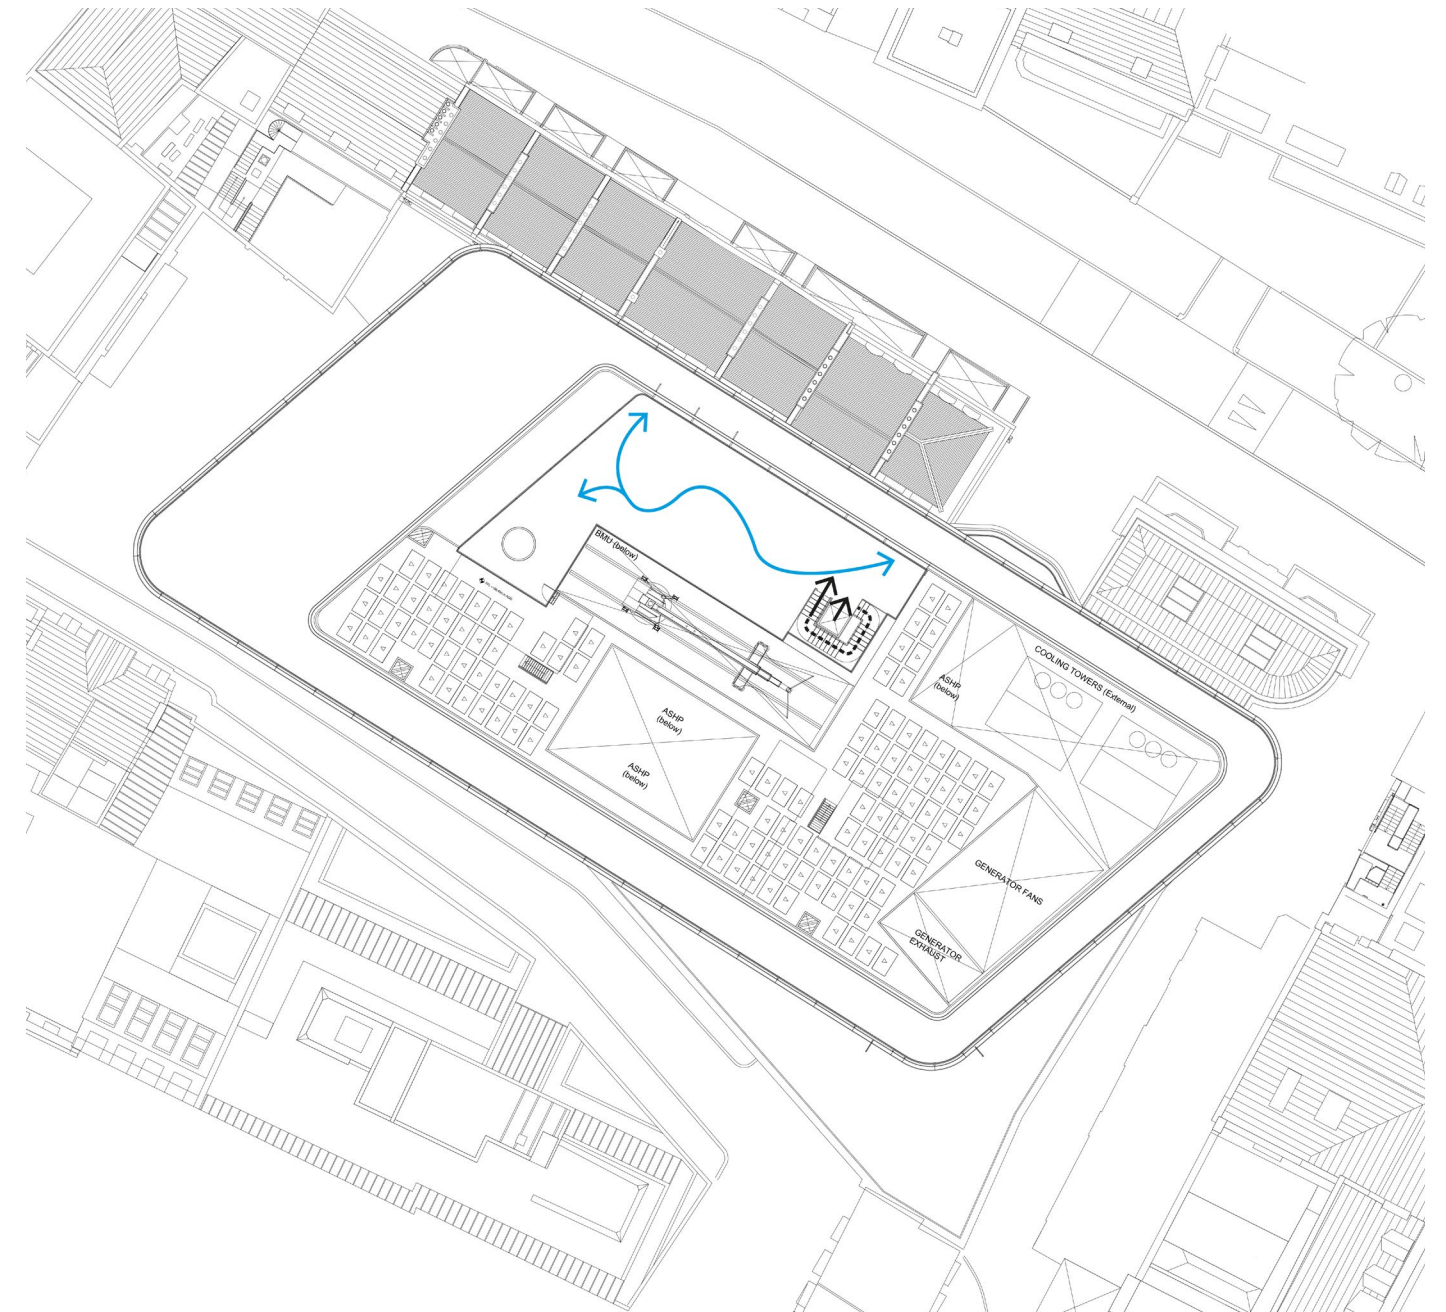 BMU (below)
COOLING TOWERS (External)
ASHP
(below)
ASHP
(below)
ASHP
(below)
GENERATOR FANS
GENERATOR
EXHAUST